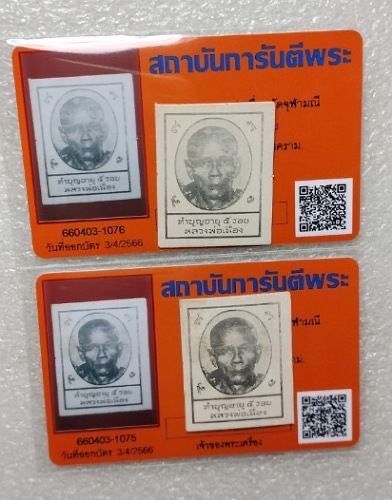 สถาบันการันตีพระ
วัดจุฬามณี
ทำบุญอายุ ๕ รอบ
หลวงพ่อเนื่อง
ทำบุญอายุ ๕ รอบ
หลวงพ่อเนื่อง
660403-1076
วันที่ออกบัตร 3/4/2566
สถาบันการันตีพระ
ทำบุญอายุ ๕ รอบ
หลวงพ่อเนื่อง
ทำบุญอายุ ๕ รอบ
หลวงพ่อเนื่อง
660403-1075
วันที่ออกบัตร 3/4/2566
เจ้าของพระเครื่อง